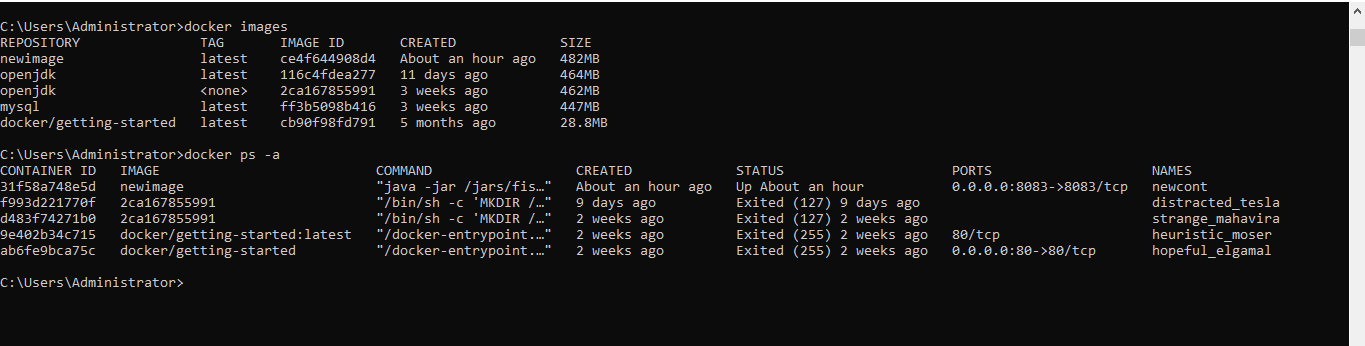 C:\Users\Administrator>docker images
REPOSITORY TAG IMAGE ID CREATED SIZE
newimage latest ce4f644908d4 About an hour ago 482MB
openjdk latest 116c4fdea277 11 days ago 464MB
openjdk <none> 2ca167855991 3 weeks ago 462MB
mysql latest ff3b5098b416 3 weeks ago 447MB
docker/getting-started latest cb90f98fd791 5 months ago 28.8MB
C:\Users\Administrator>docker ps -a
CONTAINER ID IMAGE COMMAND CREATED STATUS PORTS NAMES
31f58a748e5d newimage "java -jar /jars/fis…" About an hour ago Up About an hour 0.0.0.0:8083->8083/tcp newcont
f993d221770f 2ca167855991 "/bin/sh -c 'MKDIR /…" 9 days ago Exited (127) 9 days ago distracted_tesla
d483f74271b0 2ca167855991 "/bin/sh -c 'MKDIR /…" 2 weeks ago Exited (127) 2 weeks ago strange_mahavira
9e402b34c715 docker/getting-started:latest "/docker-entrypoint.…" 2 weeks ago Exited (255) 2 weeks ago 80/tcp heuristic_moser
ab6fe9bca75c docker/getting-started "/docker-entrypoint.…" 2 weeks ago Exited (255) 2 weeks ago 0.0.0.0:80->80/tcp hopeful_elgamal
C:\Users\Administrator>